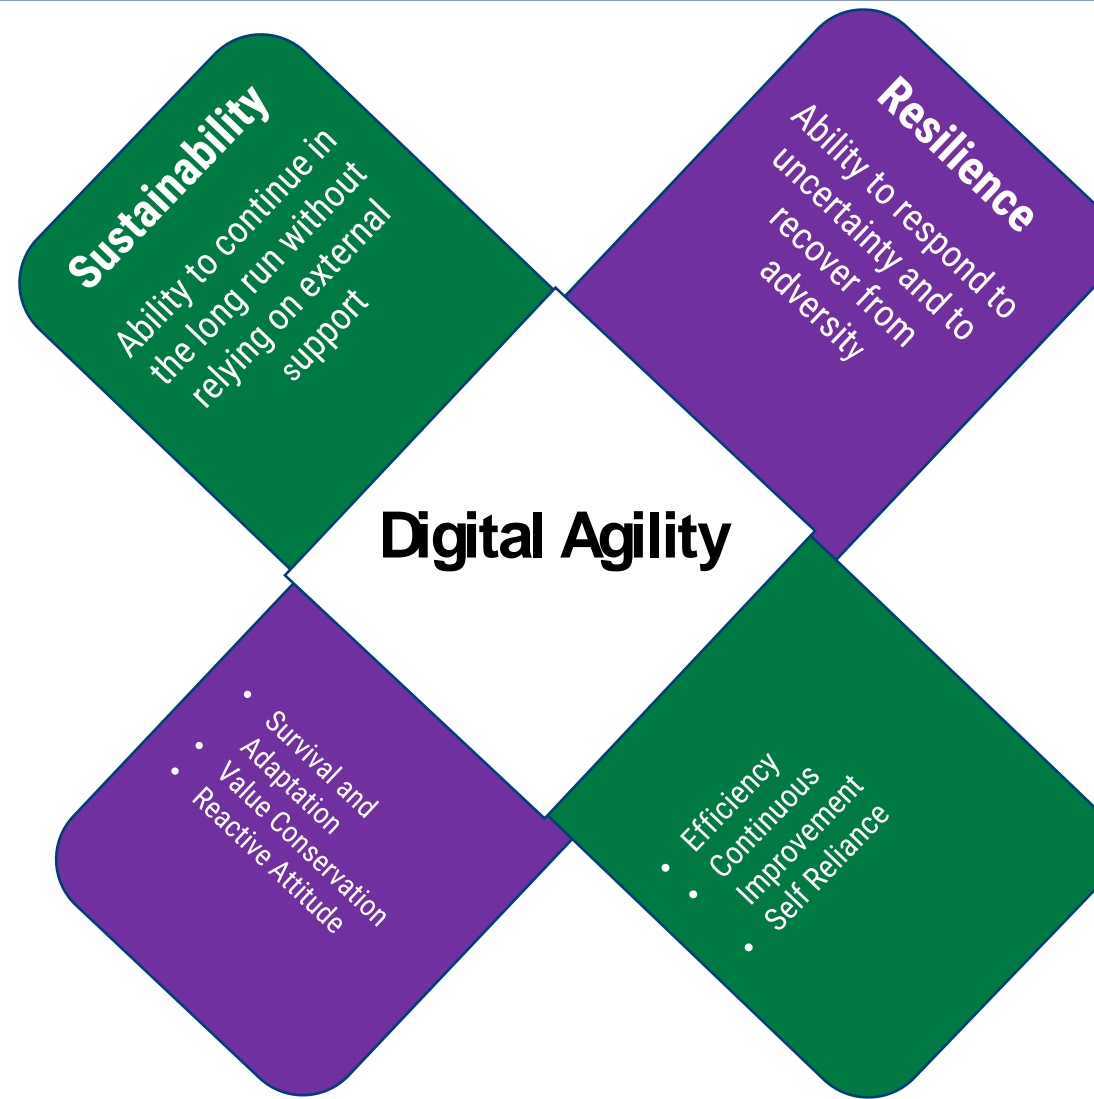 Sustainability
Ability to continue in
the long run without
relying on external
support
Resilience
Ability to respond to
uncertainty and to
recover from
adversity
Digital Agility
• Survival and
Adaptation
• Value Conservation
• Reactive Attitude
• Efficiency
• Continuous
Improvement
• Self Reliance